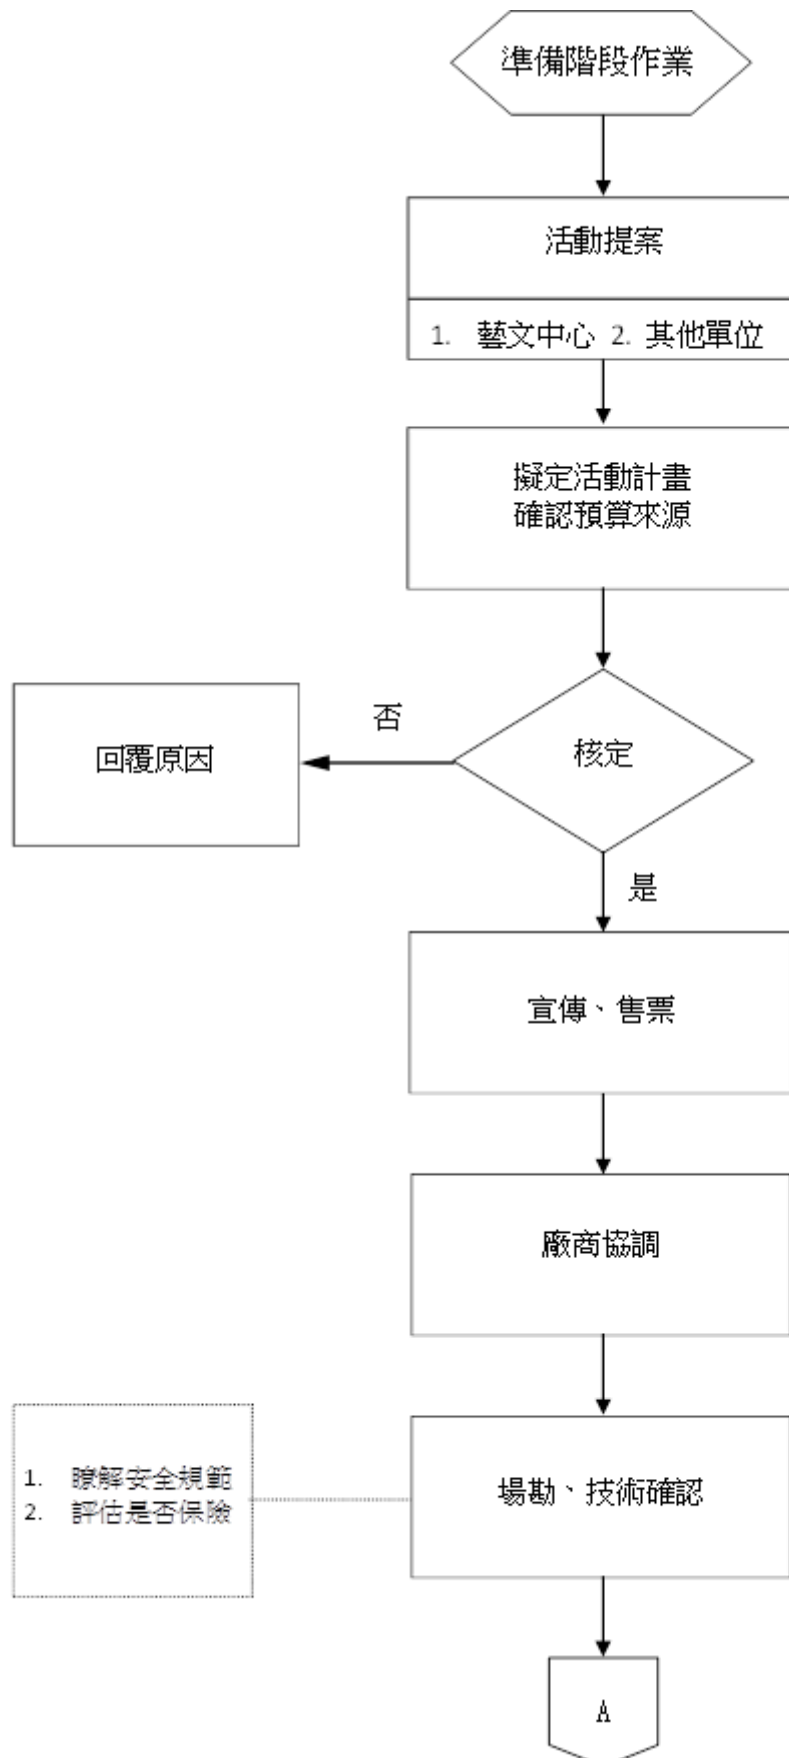 準備階段作業
活動提案
1. 藝文中心 2. 其他單位
擬定活動計畫
確認預算來源
否
核定
回覆原因
是
宣傳、售票
廠商協調
1. 瞭解安全規範
2. 評估是否保險
場勘、技術確認
A